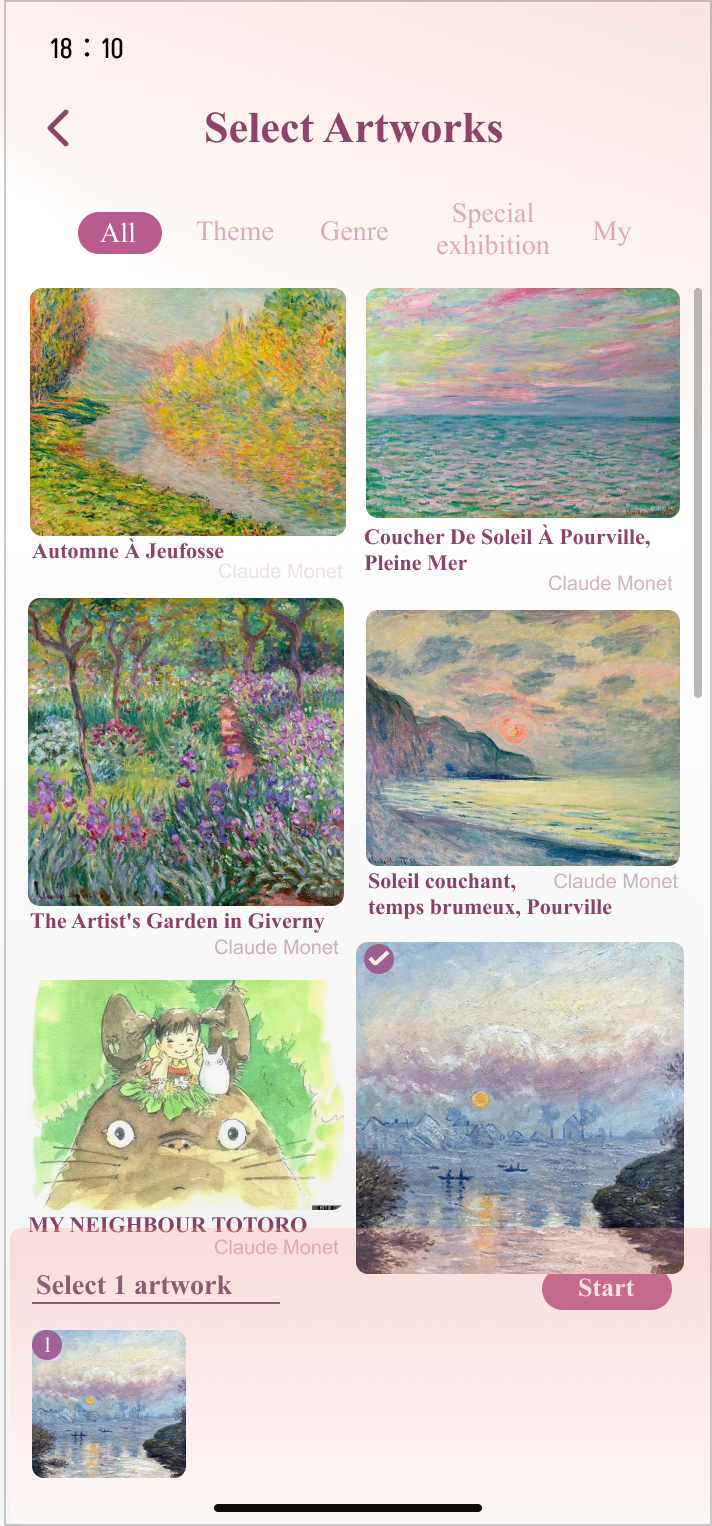 18 : 10
Select Artworks
All
Theme
Genre
Special
exhibition
My
Automne À Jeufosse
Claude Monet
Coucher De Soleil À Pourville,
Pleine Mer
Claude Monet
The Artist's Garden in Giverny
Claude Monet
Soleil couchant,
Claude Monet
temps brumeux, Pourville
MY NEIGHBOUR TOTORO
Claude Monet
Select 1 artwork
Start
1